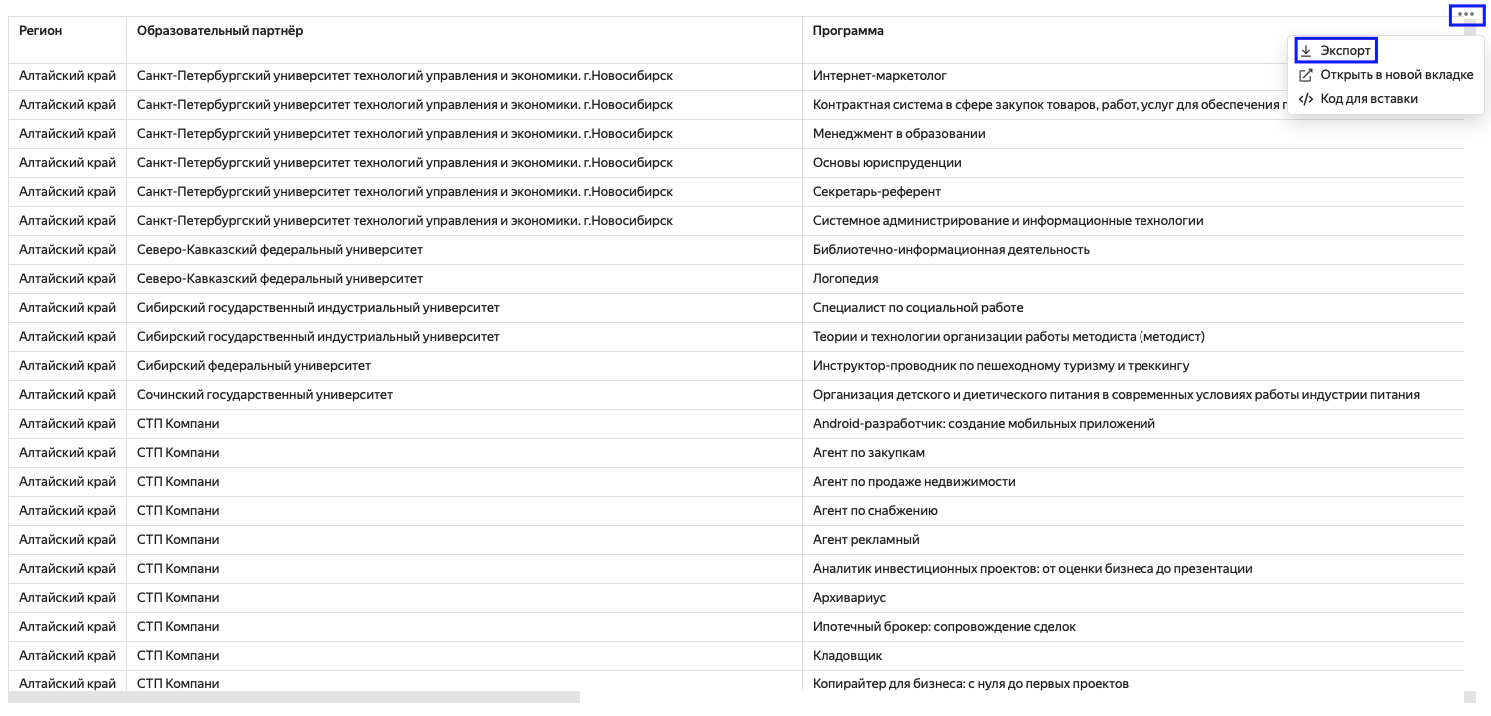 Регион Образовательный партнёр Программа
Экспорт
Открыть в новой вкладке
Код для вставки
Алтайский край Санкт-Петербургский университет технологий управления и экономики. г.Новосибирск Интернет-маркетолог
Алтайский край Санкт-Петербургский университет технологий управления и экономики. г.Новосибирск Контрактная система в сфере закупок товаров, работ, услуг для обеспечения
Алтайский край Санкт-Петербургский университет технологий управления и экономики. г.Новосибирск Менеджмент в образовании
Алтайский край Санкт-Петербургский университет технологий управления и экономики. г.Новосибирск Основы юриспруденции
Алтайский край Санкт-Петербургский университет технологий управления и экономики. г.Новосибирск Секретарь-референт
Алтайский край Санкт-Петербургский университет технологий управления и экономики. г.Новосибирск Системное администрирование и информационные технологии
Алтайский край Северо-Кавказский федеральный университет Библиотечно-информационная деятельность
Алтайский край Северо-Кавказский федеральный университет Логопедия
Алтайский край Сибирский государственный индустриальный университет Специалист по социальной работе
Алтайский край Сибирский государственный индустриальный университет Теории и технологии организации работы методиста (методист)
Алтайский край Сибирский федеральный университет Инструктор-проводник по пешеходному туризму и треккингу
Алтайский край Сочинский государственный университет Организация детского и диетического питания в современных условиях работы индустрии питания
Алтайский край СТП Компани Android-разработчик: создание мобильных приложений
Алтайский край СТП Компани Агент по закупкам
Алтайский край СТП Компани Агент по продаже недвижимости
Алтайский край СТП Компани Агент по снабжению
Алтайский край СТП Компани Агент рекламный
Алтайский край СТП Компани Аналитик инвестиционных проектов: от оценки бизнеса до презентации
Алтайский край СТП Компани Архивариус
Алтайский край СТП Компани Ипотечный брокер: сопровождение сделок
Алтайский край СТП Компани Кладовщик
Алтайский край СТП Компани Копирайтер для бизнеса: с нуля до первых проектов